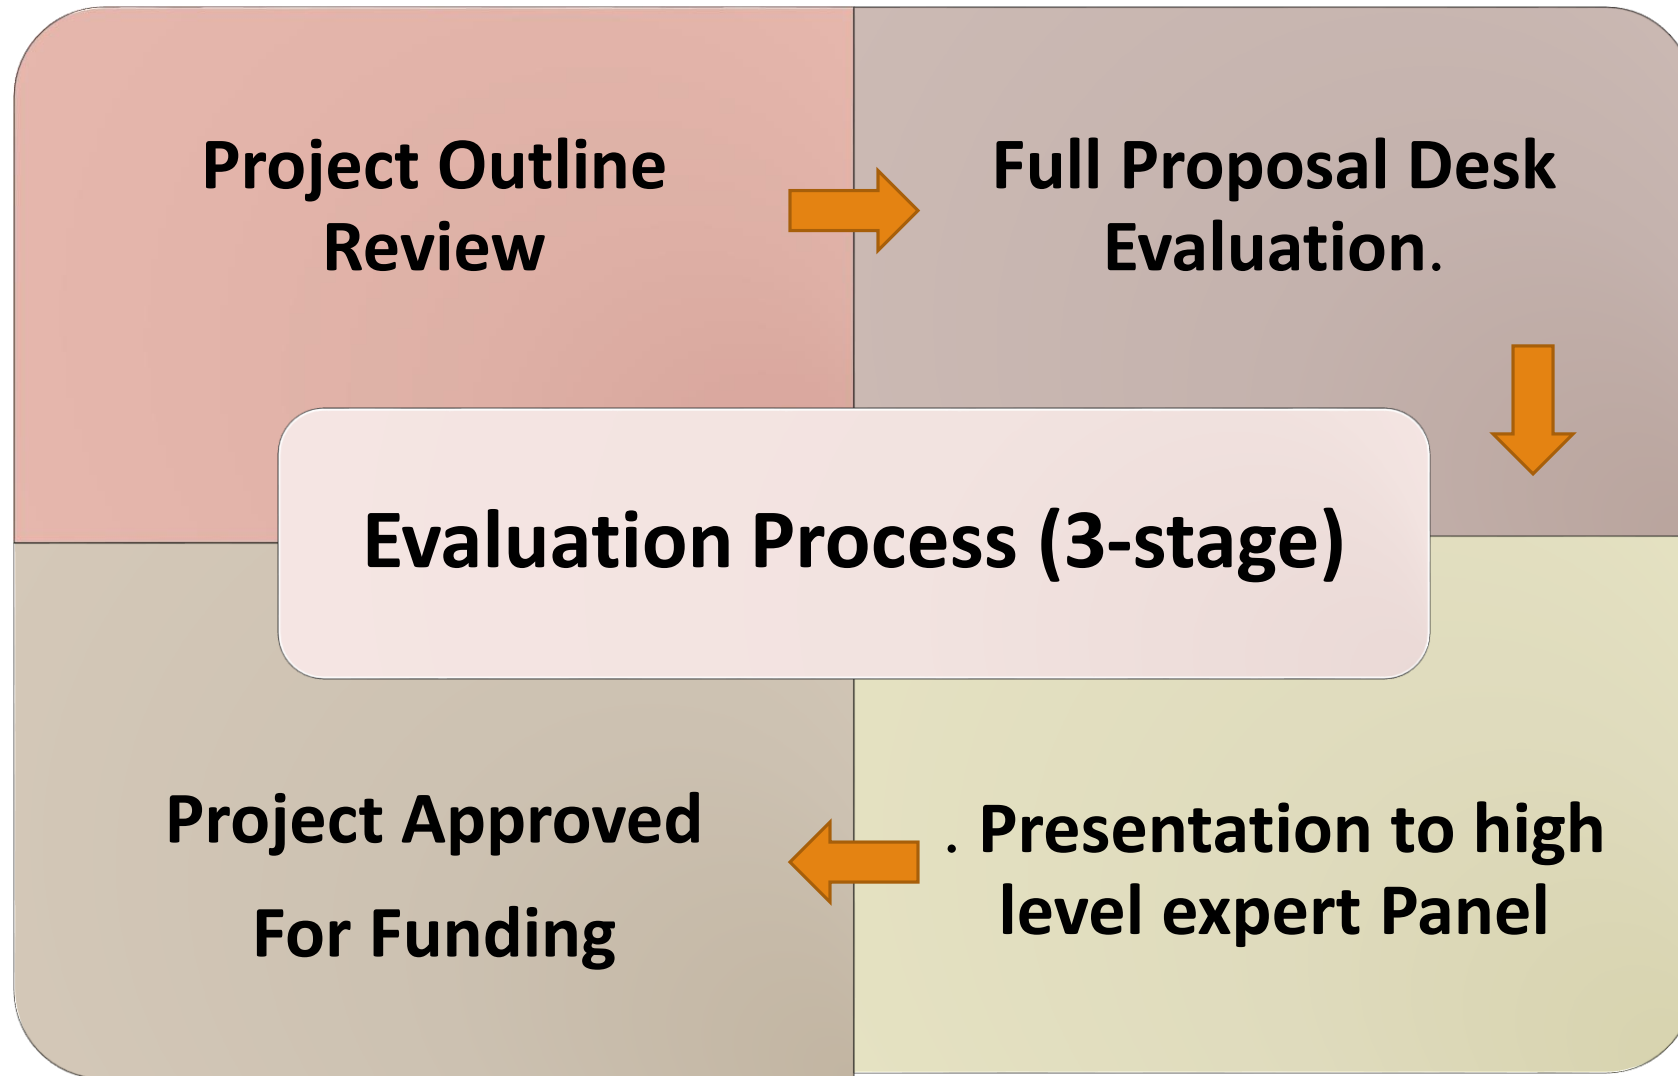 Project Outline
Review
Full Proposal Desk
Evaluation.
Evaluation Process (3-stage)
Project Approved
For Funding
. Presentation to high
level expert Panel